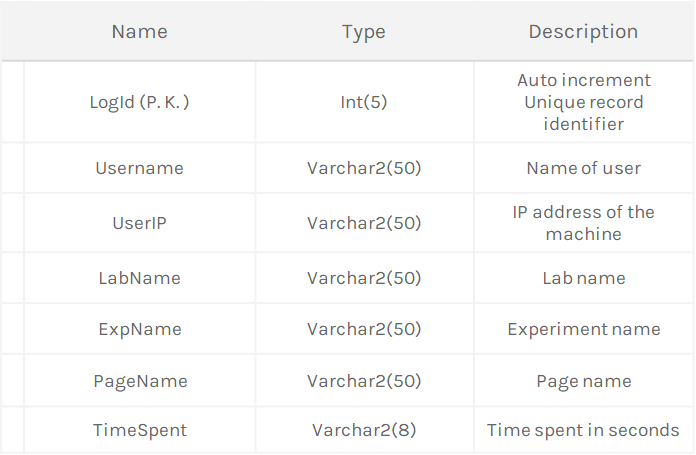 Name Type Description
LogId (P. K. ) Int(5) Auto increment
Unique record
identifier
Username Varchar2(50) Name of user
UserIP Varchar2(50) IP address of the
machine
LabName Varchar2(50) Lab name
ExpName Varchar2(50) Experiment name
PageName Varchar2(50) Page name
TimeSpent Varchar2(8) Time spent in seconds